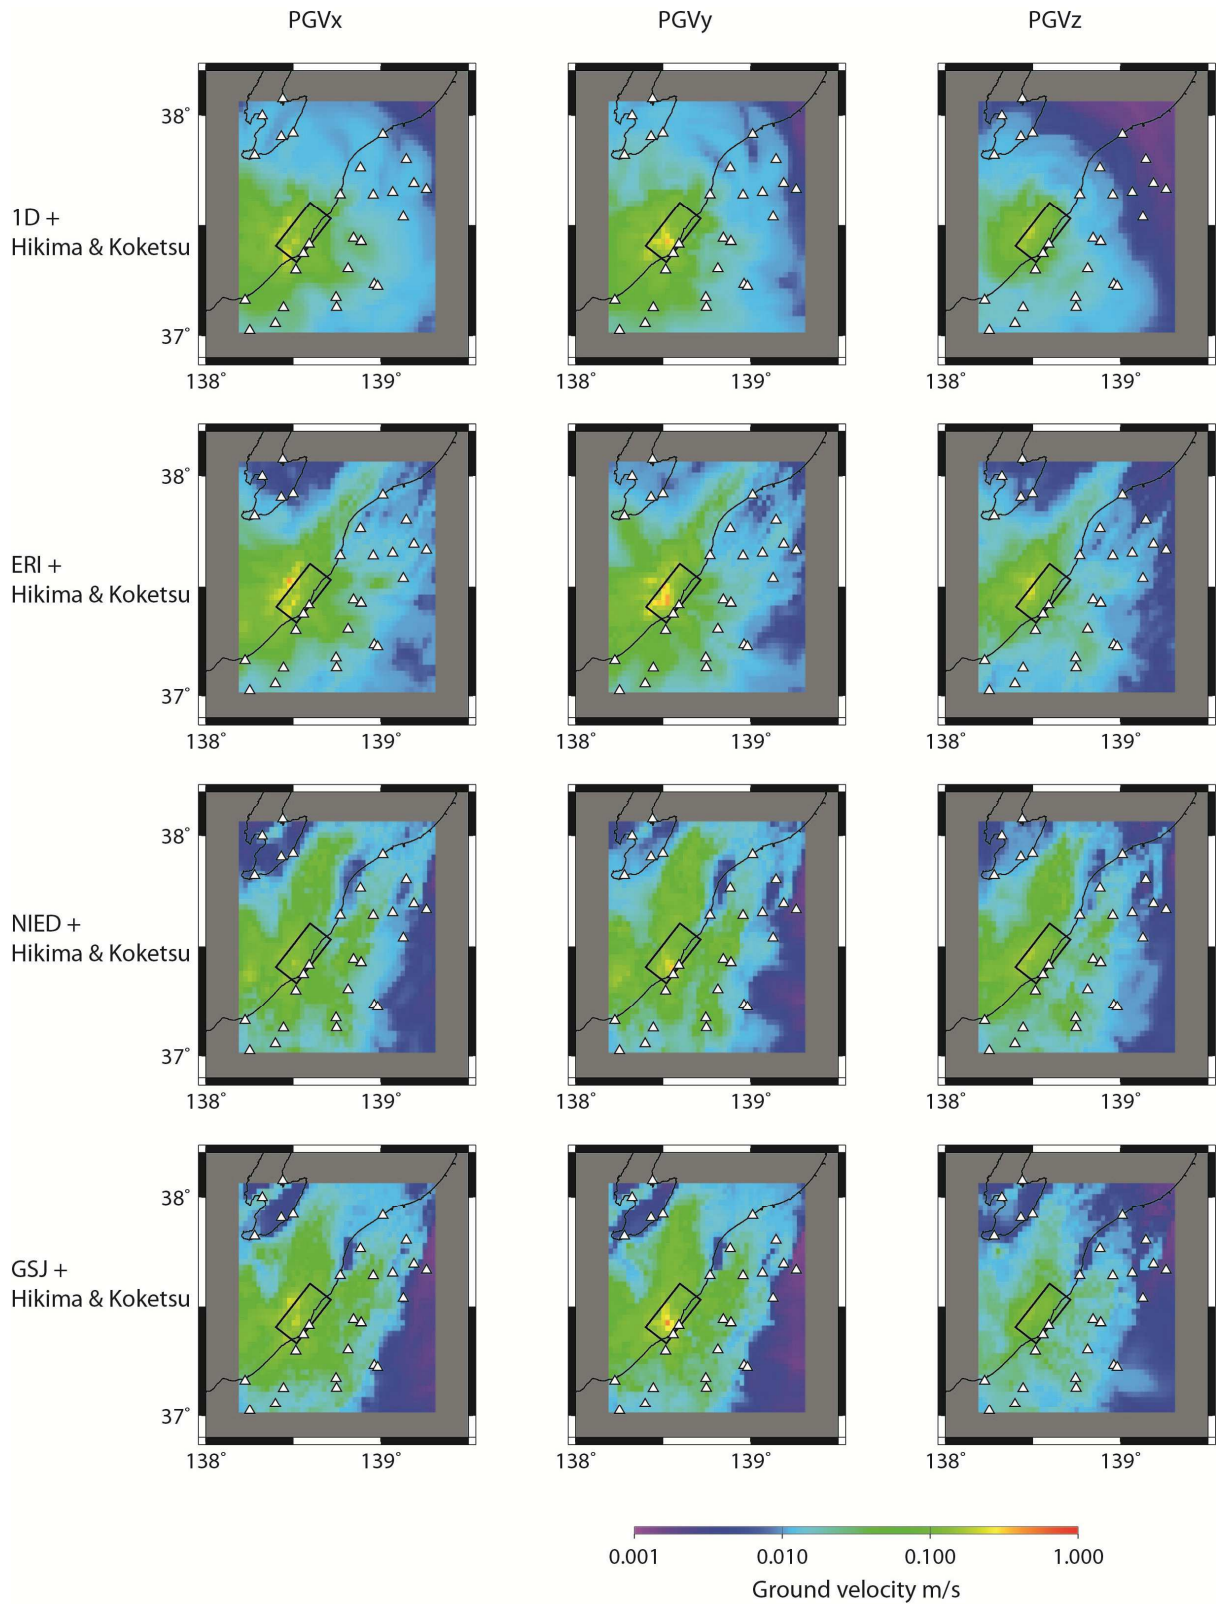 PGVx PGVy PGVz
38° 
37°
138° 139° 138° 139° 138° 139°
1D +
Hikima & Koketsu
38°
37°
138° 139° 138° 139° 138° 139°
ERI +
Hikima & Koketsu
38°
37°
138° 139° 138° 139° 138° 139°
NIED +
Hikima & Koketsu
38°
37°
138° 139° 138° 139° 138° 139°
GSJ +
Hikima & Koketsu
0.001 0.010 0.100 1.000
Ground velocity m/s